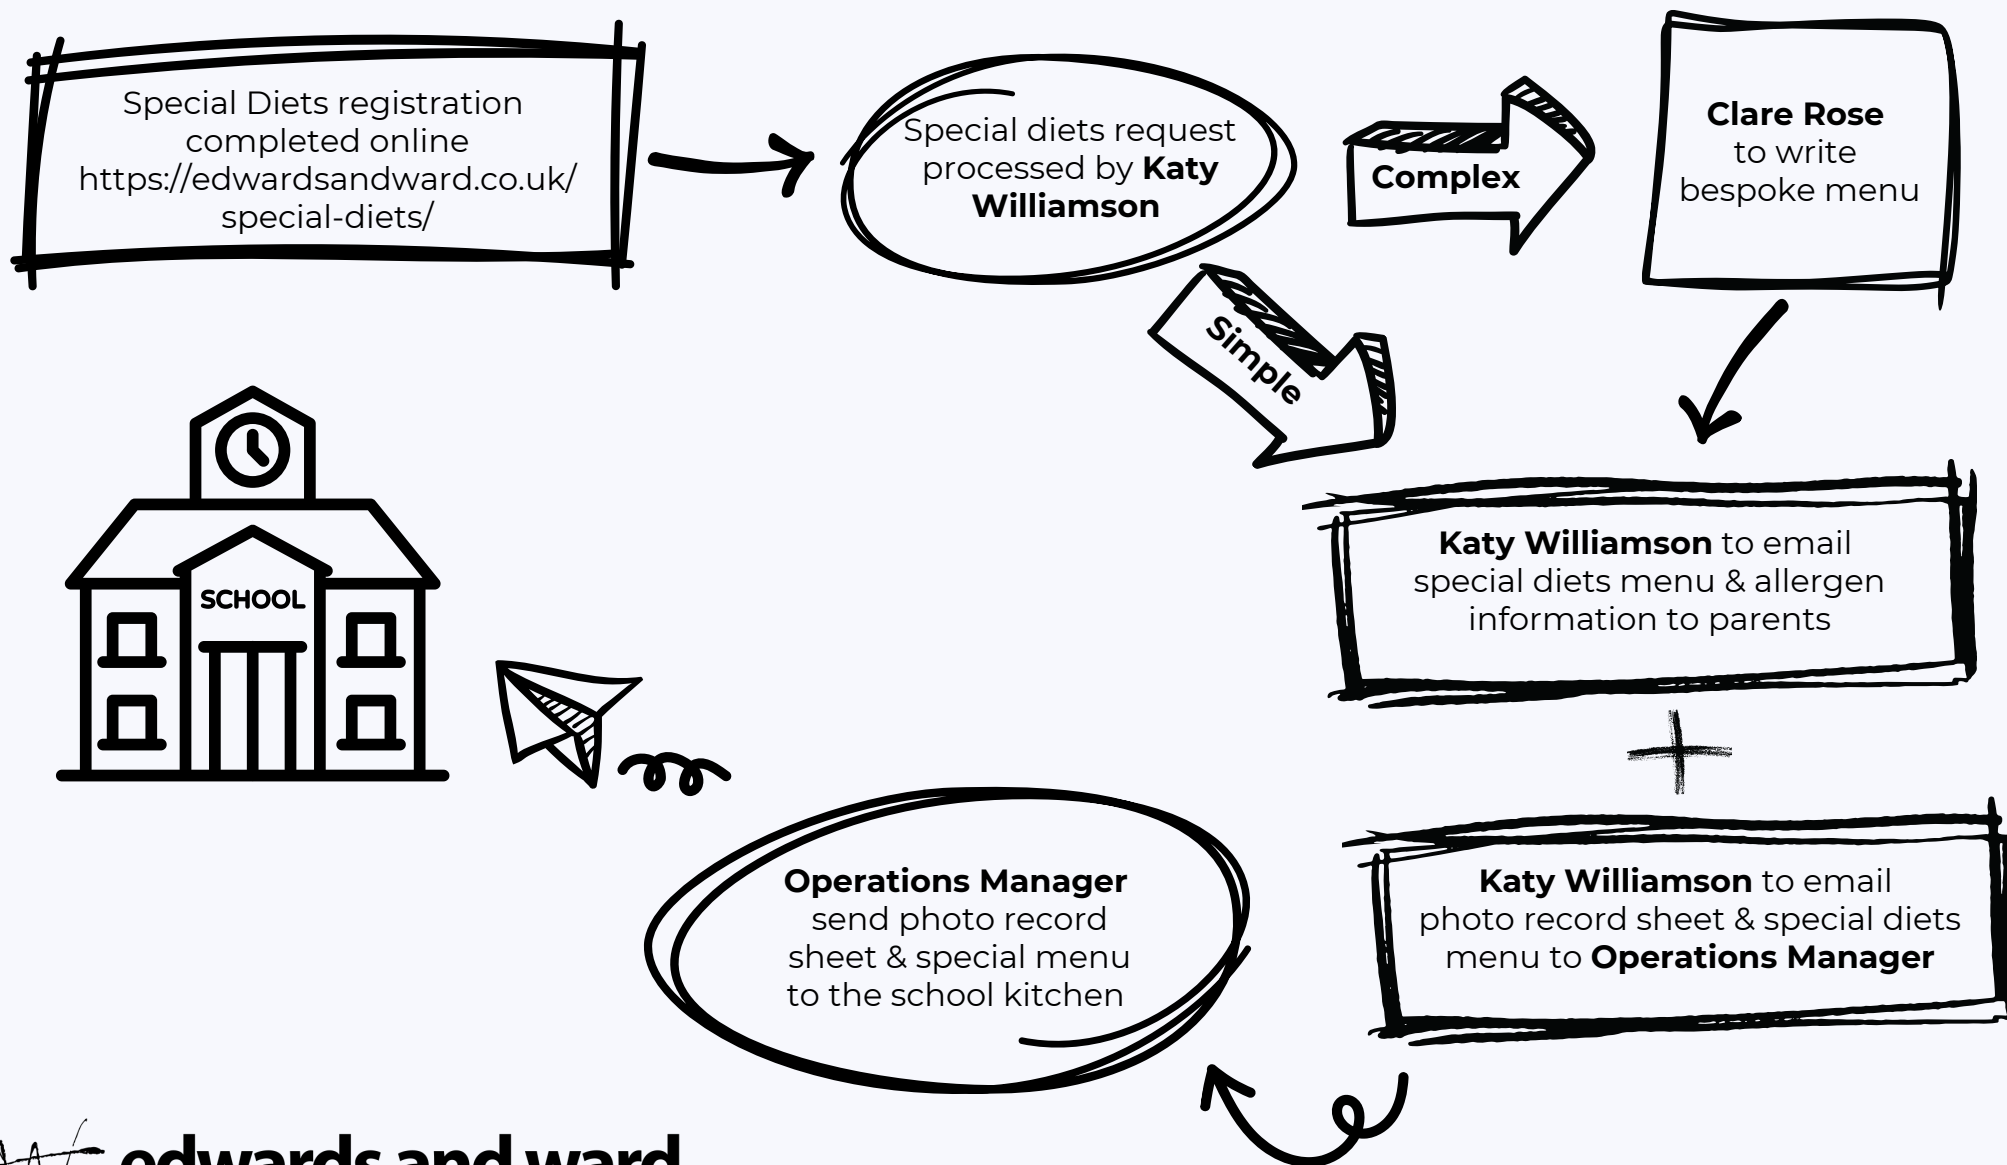 Special Diets registration
completed online
https://edwardsandward.co.uk/
special-diets/
Special diets request
processed by Katy
Williamson
Complex
Clare Rose
to write
bespoke menu
Simple
SCHOOL
Katy Williamson to email
special diets menu & allergen
information to parents
+
Katy Williamson to email
photo record sheet & special diets
menu to Operations Manager
Operations Manager
send photo record
sheet & special menu
to the school kitchen
edwards and ward